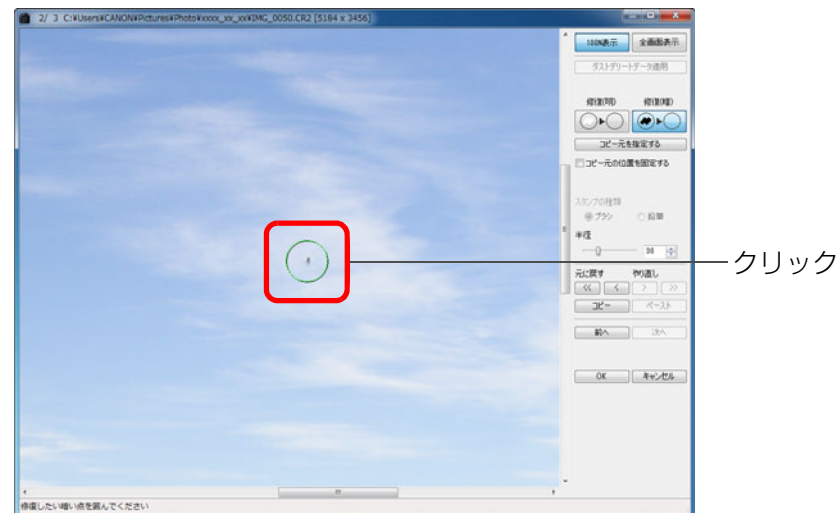 2/ 3 C:¥Users¥CANON¥Pictures¥Photo¥xxxx_xx_xx¥IMG_0050.CR2 [5184 x 3456]
100%表示 全画面表示
ダストデリートデータ適用
修復(明) 修復(暗)
コピー元を指定する
コピー元の位置を固定する
スタンプの種類
ブラシ 鉛筆
半径
30
クリック
元に戻す やり直し
<< < > >>
コピー ペースト
前へ 次へ
OK キャンセル
修復したい暗い点を囲んでください